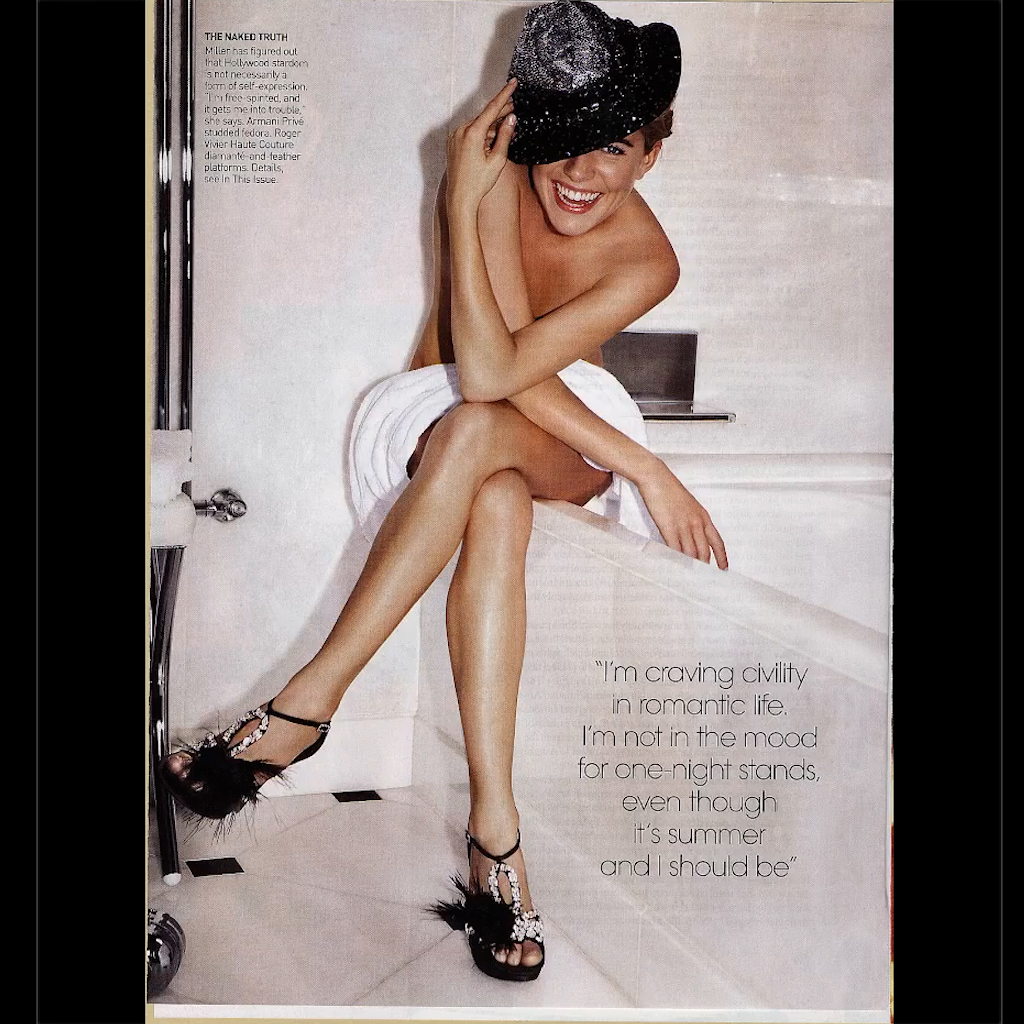 THE NAKED TRUTH
Miller has figured out
that Hollywood stardom
is not necessarily a
form of self-expression.
"I'm free-spirited, and
it gets me into trouble,"
she says. Armani Privé
studded fedora. Roger
Vivier Haute Couture
diamanté-and-feather
platforms. Details,
see In This Issue.
“I’m craving civility
in romantic life.
I’m not in the mood
for one-night stands,
even though
it’s summer
and I should be”